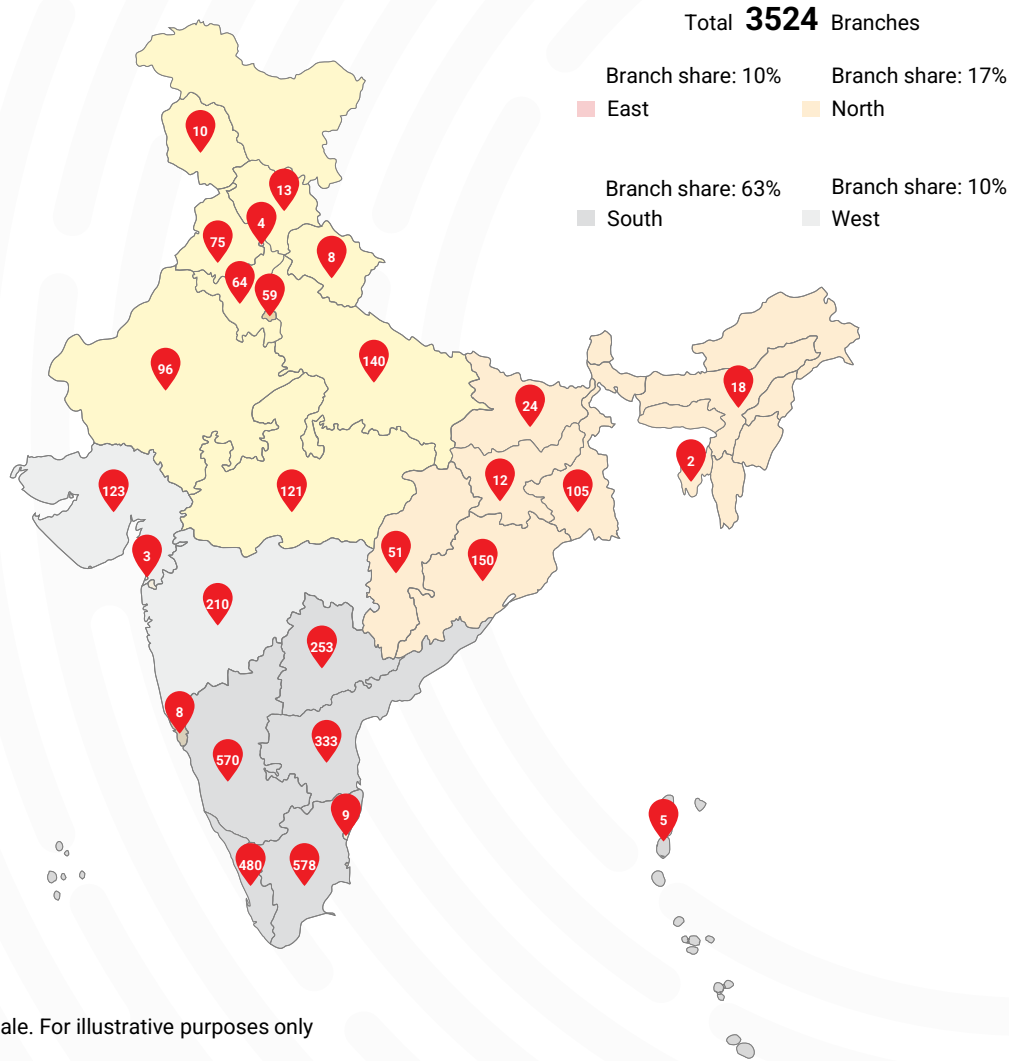 Total 3524 Branches
Branch share: 10%
East
Branch share: 17%
North
Branch share: 63%
South
Branch share: 10%
West
10
13
4
75
8
64
59
96
140
24
18
2
12
105
123
121
3
51
150
210
253
8
333
570
9
5
480
578
ale. For illustrative purposes only